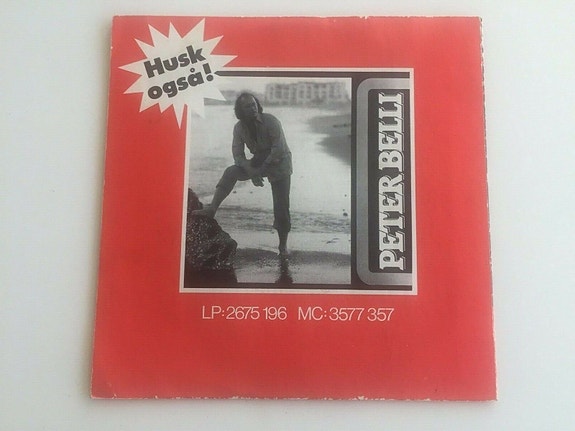 Husk
også!
PETER BELLI
LP: 2675 196 MC: 3577 357